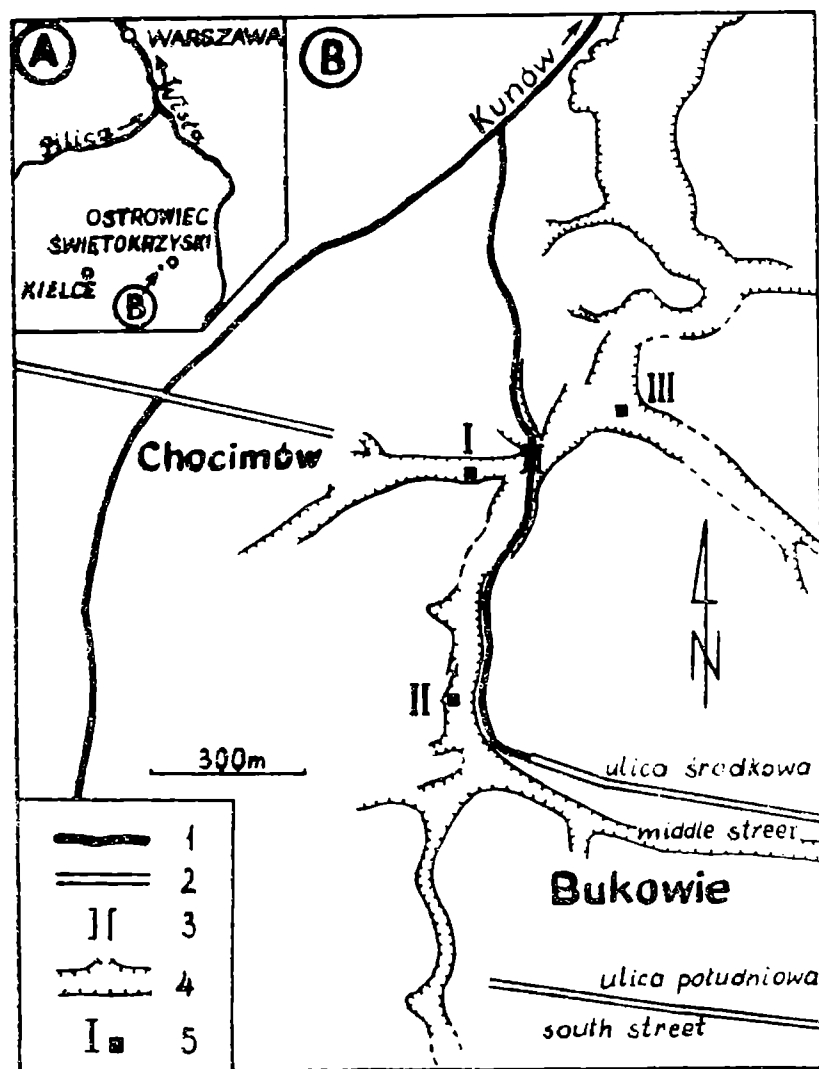 A
WARSZAWA
Wisła
Pilica
OSTROWIEC
ŚWIĘTOKRZYSKI
KIELCE
B
B
Kunów
III
I
Chocimów
II
N
300m
ulica środkowa
middle street
Bukowie
ulica południowa
south street
1
2
3
4
I 5